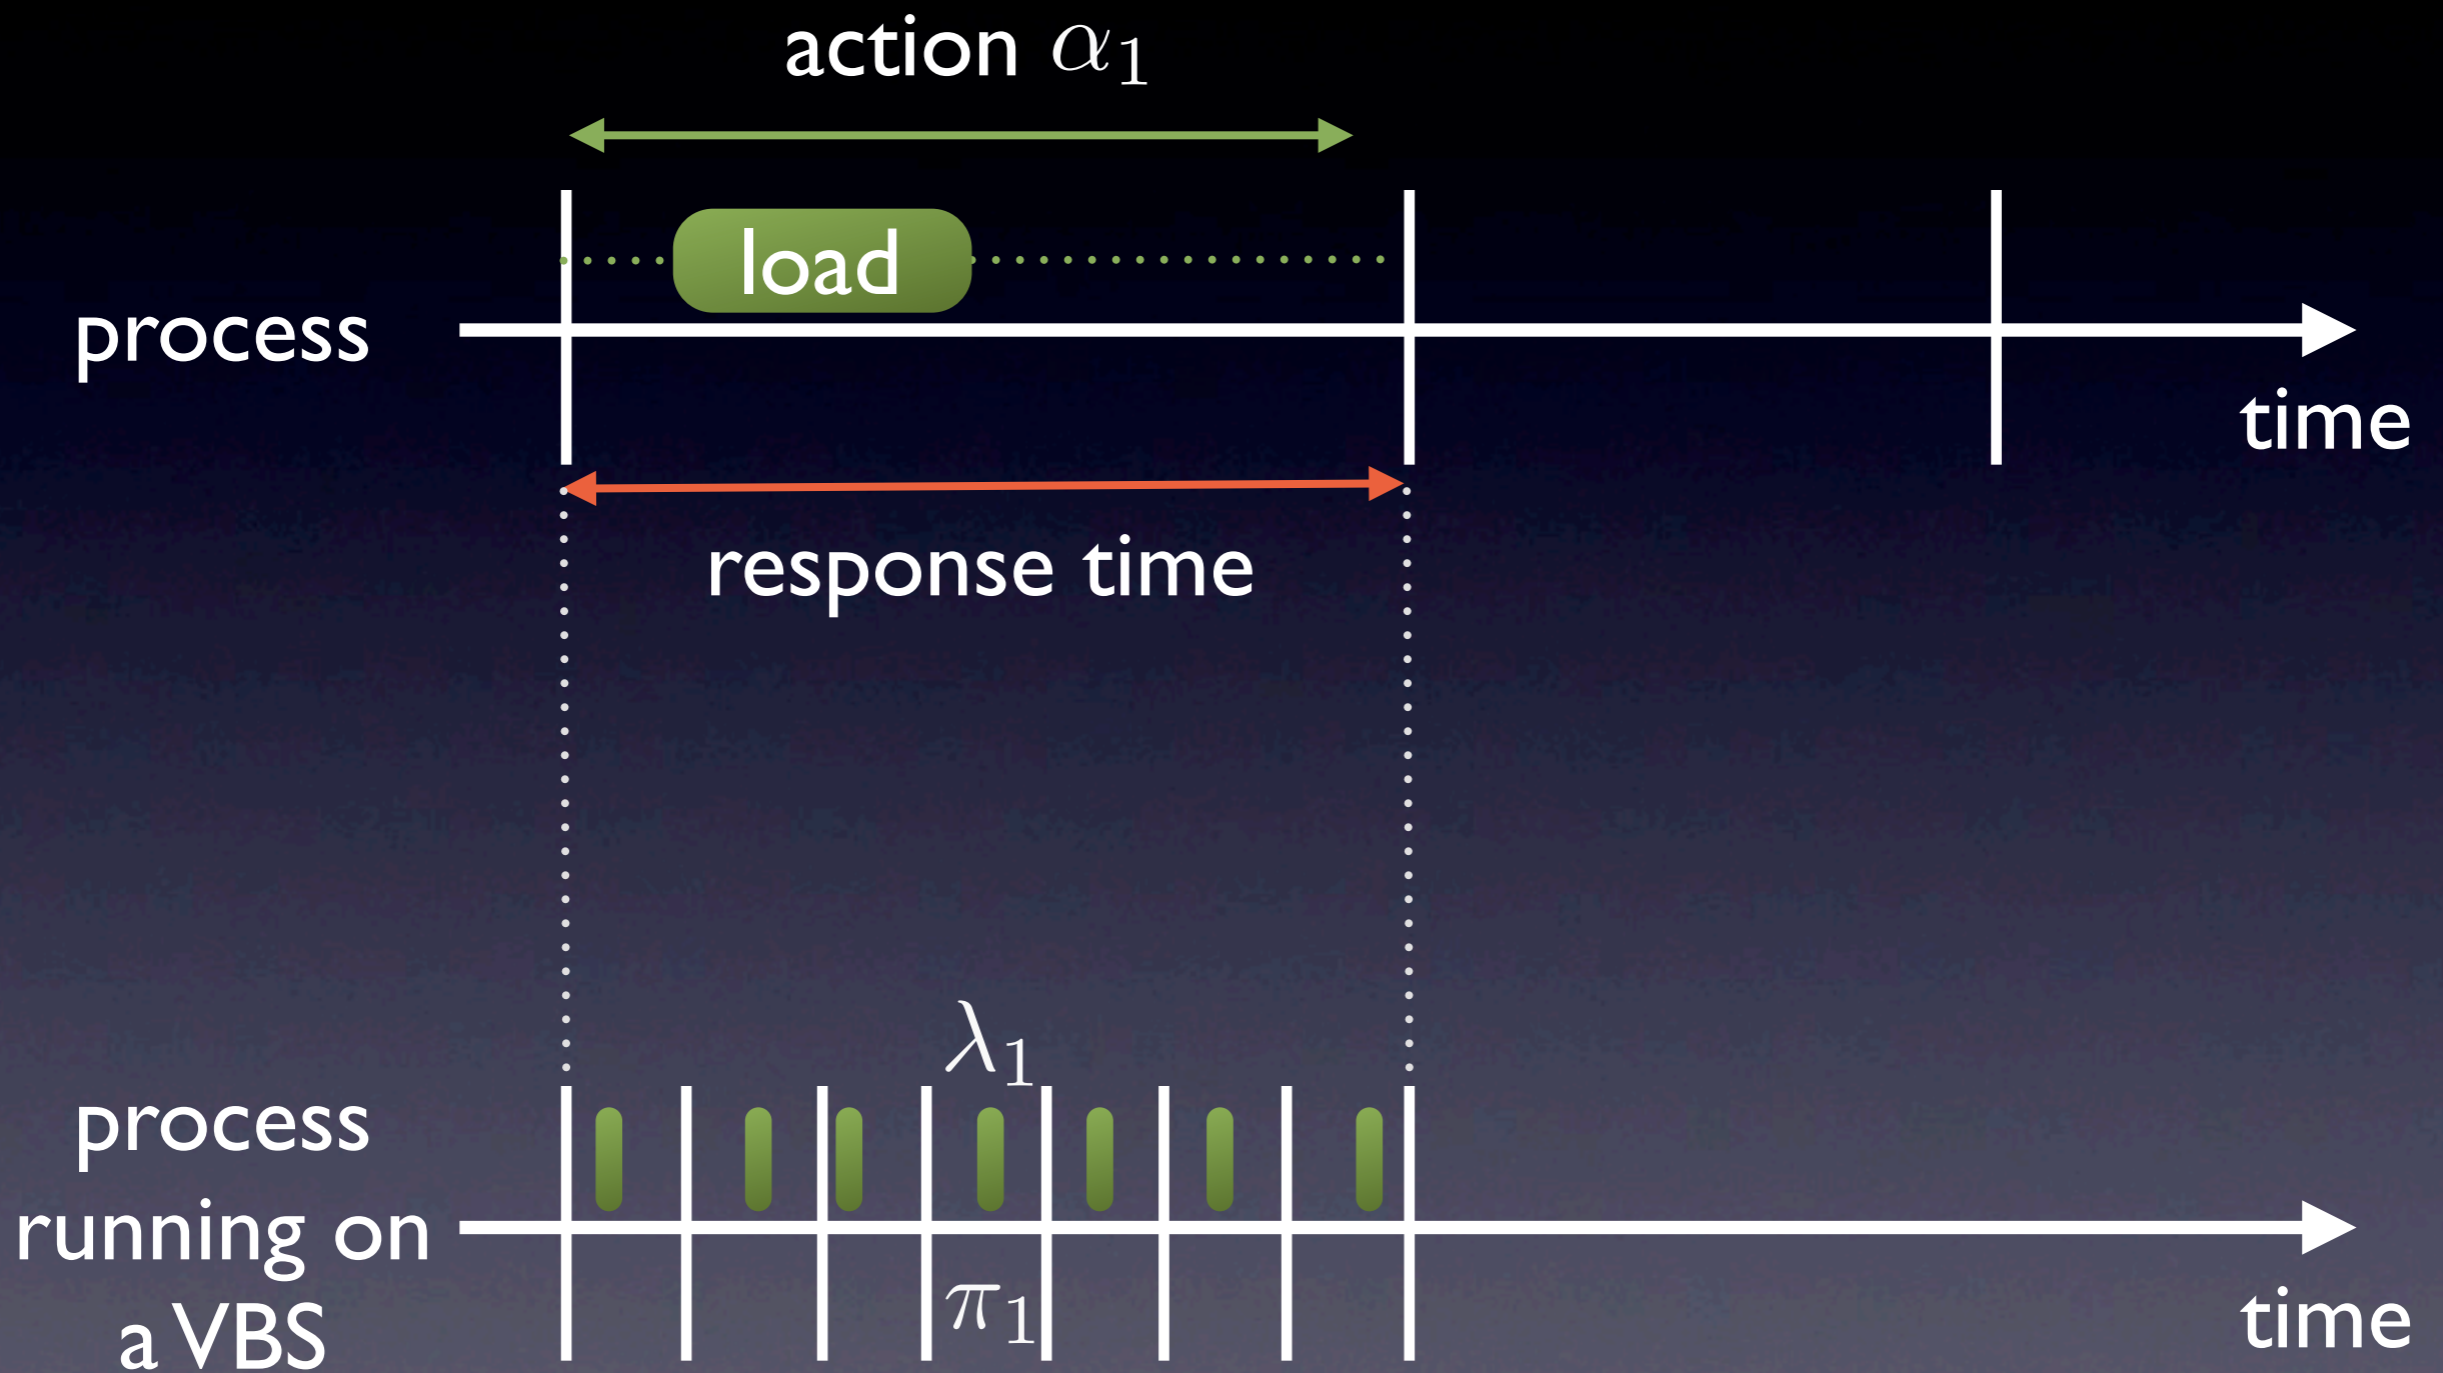 action α₁
load
process
time
response time
λ₁
process
running on
a VBS
π₁
time